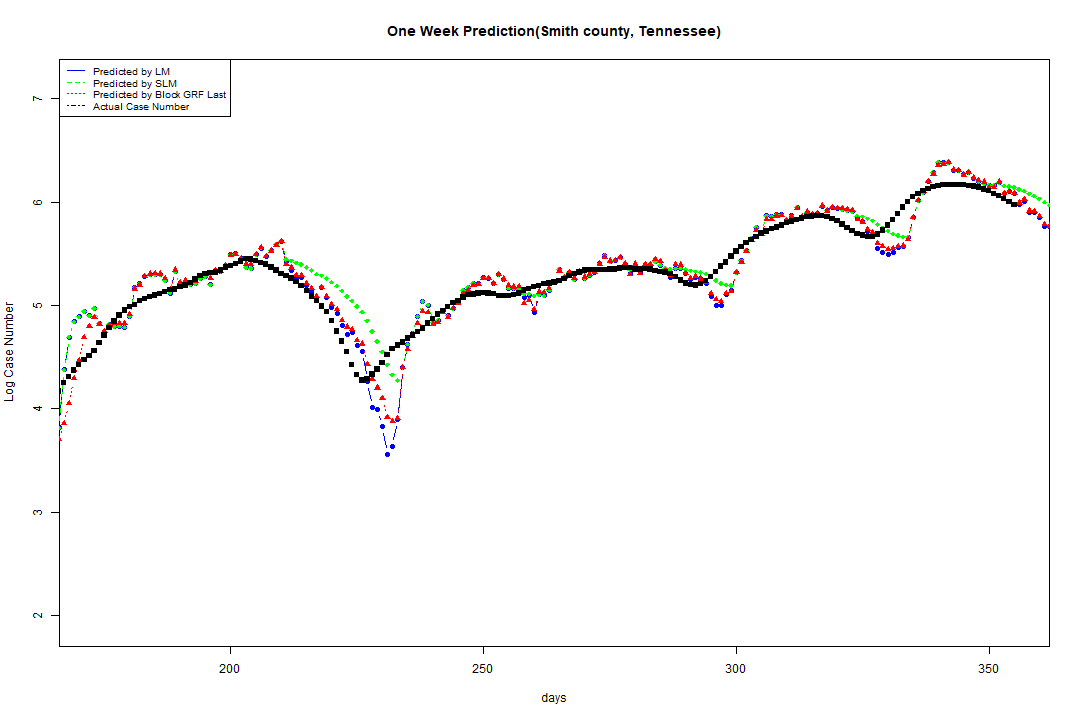 One Week Prediction(Smith county, Tennessee)
Predicted by LM
Predicted by SLM
Predicted by Block GRF Last
Actual Case Number
7
6
5
4
3
2
Log Case Number
200 250 300 350
days